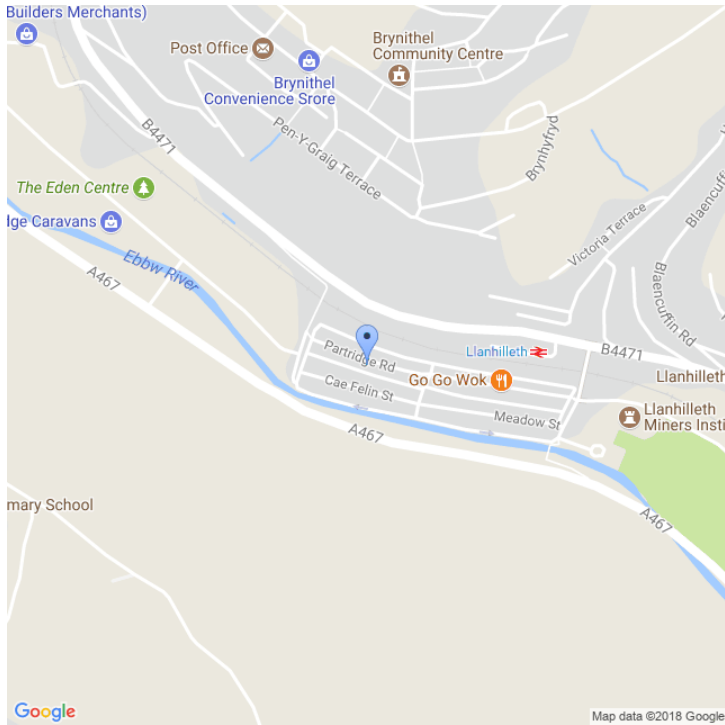 Builders Merchants)
Post Office
Brynithel
Community Centre
Brynithel
Convenience Srore
B4471
Pen-Y-Graig Terrace
Brynhyfryd
The Eden Centre
dge Caravans
Victoria Terrace
Blaencuffin
Blaencuffin Rd
Ebbw River
A467
Partridge Rd
Llanhilleth
B4471
Cae Felin St
Go Go Wok
Llanhilleth
Meadow St
Llanhilleth
Miners Insti
A467
mary School
A467
Google
Map data ©2018 Google